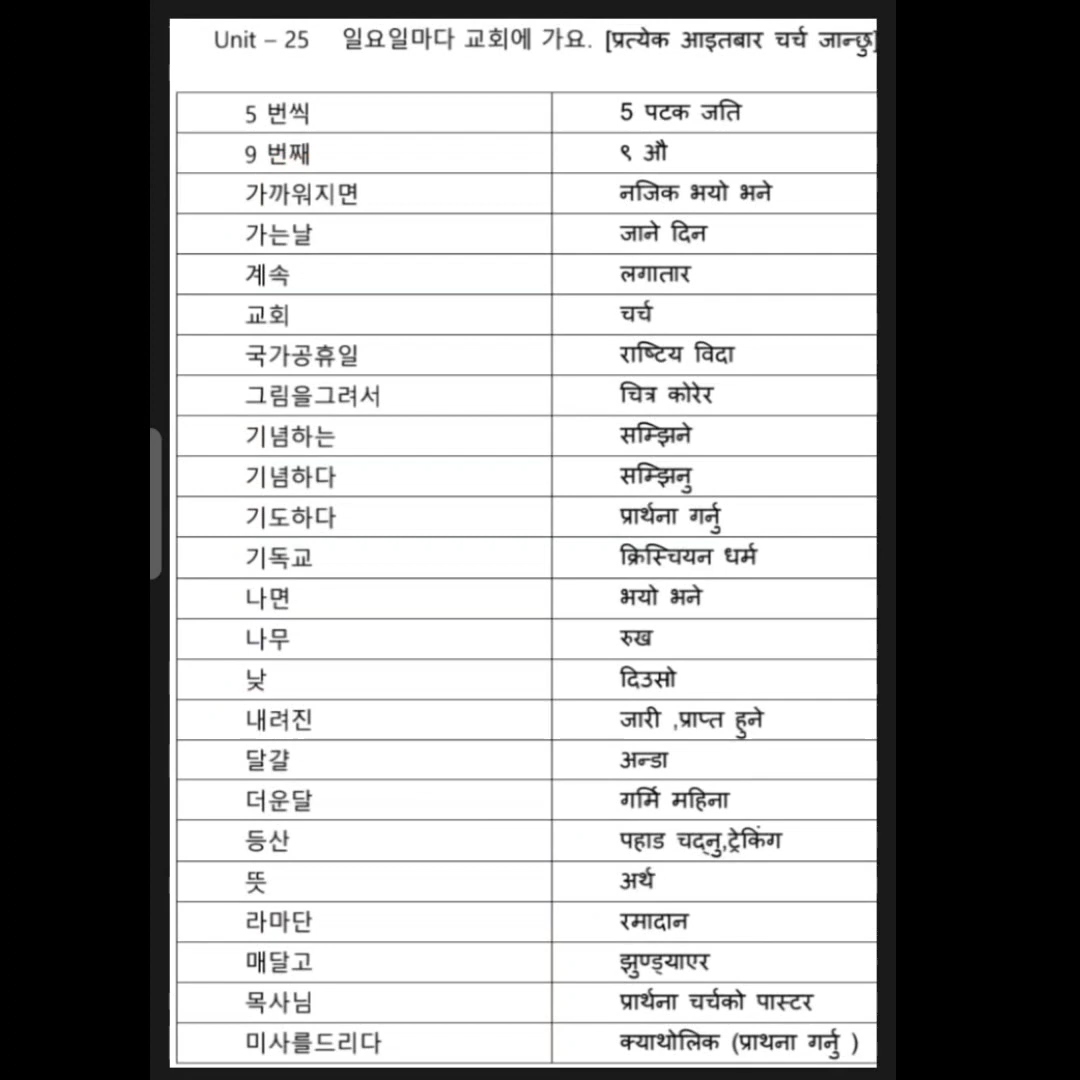 Unit – 25 일요일마다 교회에 가요. [प्रत्येक आइतबार चर्च जान्छु]
5 번씩 5 पटक जति
9 번째 ९ औ
가까워지면 नजिक भयो भने
가는날 जाने दिन
계속 लगातार
교회 चर्च
국가공휴일 राष्टिय विदा
그림을그려서 चित्र कोरेर
기념하는 सम्झिने
기념하다 सम्झिनु
기도하다 प्रार्थना गर्नु
기독교 क्रिस्चियन धर्म
나면 भयो भने
나무 रुख
낮 दिउसो
내려진 जारी ,प्राप्त हुने
달걀 अन्डा
더운달 गर्मि महिना
등산 पहाड चद्नु,ट्रेकिंग
뜻 अर्थ
라마단 रमादान
매달고 झुण्ड्याएर
목사님 प्रार्थना चर्चको पास्टर
미사를드리다 क्याथोलिक (प्राथना गर्नु )